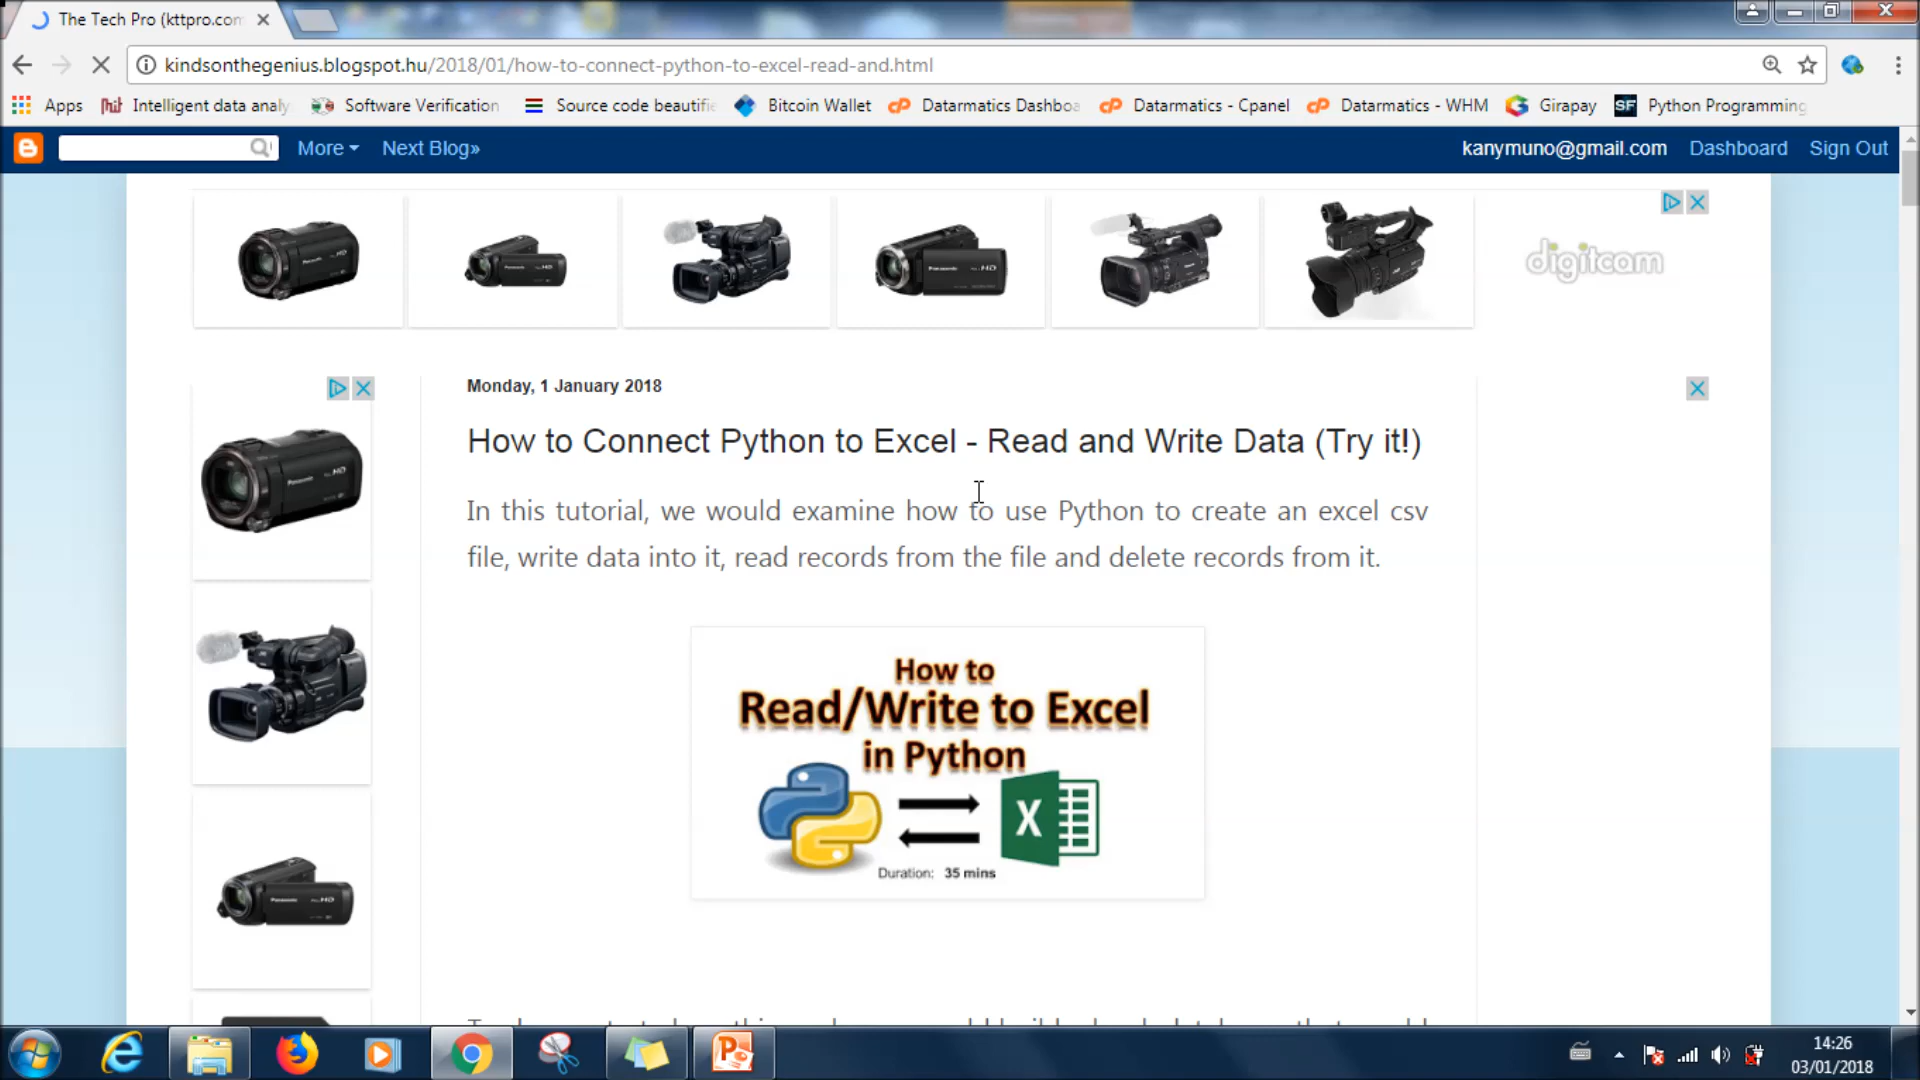 The Tech Pro (kttpro.com
kindsonthegenius.blogspot.hu/2018/01/how-to-connect-python-to-excel-read-and.html
Apps Intelligent data analy Software Verification Source code beautifie Bitcoin Wallet Datarmatics Dashboa Datarmatics - Cpanel Datarmatics - WHM Girapay SF Python Programming
More Next Blog» kanymuno@gmail.com Dashboard Sign Out
digitcam
Monday, 1 January 2018
How to Connect Python to Excel - Read and Write Data (Try it!)
In this tutorial, we would examine how to use Python to create an excel csv
file, write data into it, read records from the file and delete records from it.
How to
Read/Write to Excel
in Python
X
Duration: 35 mins
14:26
03/01/2018